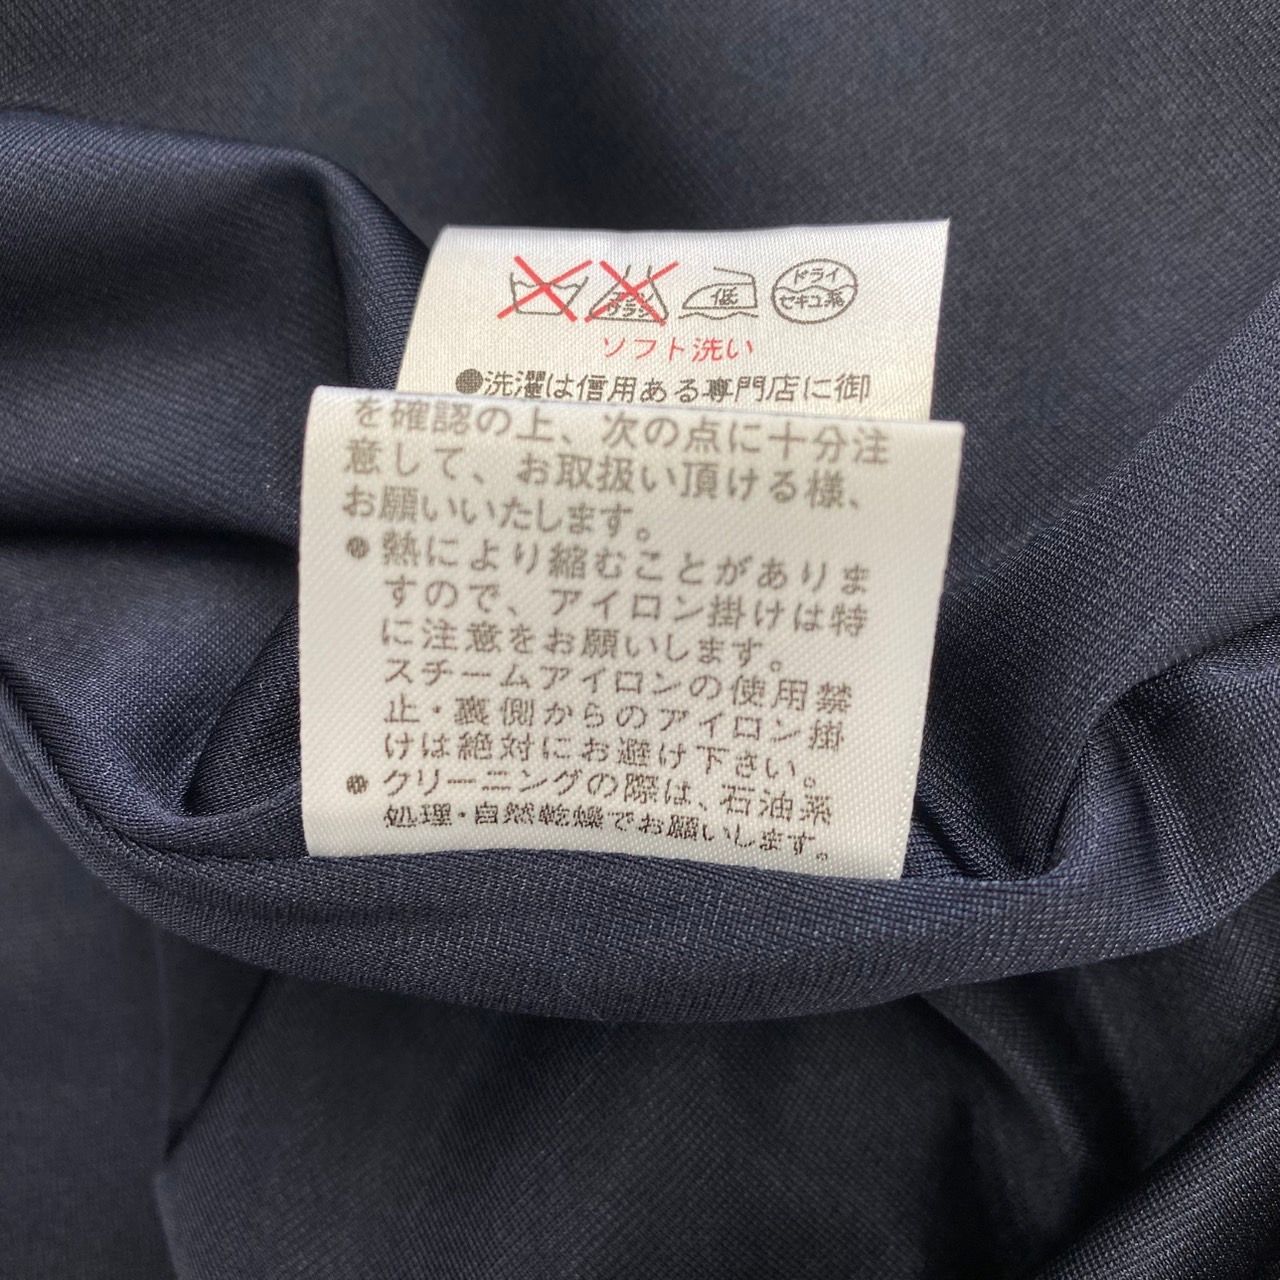 エンソ
サラシ
低
ドライ
セキユ系
ソフト洗い
●洗濯は信用ある専門店に御
を確認の上、次の点に十分注
意して、お取扱い頂ける様、
お願いいたします。
●熱により縮むことがありま
すので、アイロン掛けは特
に注意をお願いします。
スチームアイロンの使用禁
止・裏側からのアイロン掛
けは絶対にお避け下さい。
●クリーニングの際は、石油系
処理・自然乾燥でお願いします。